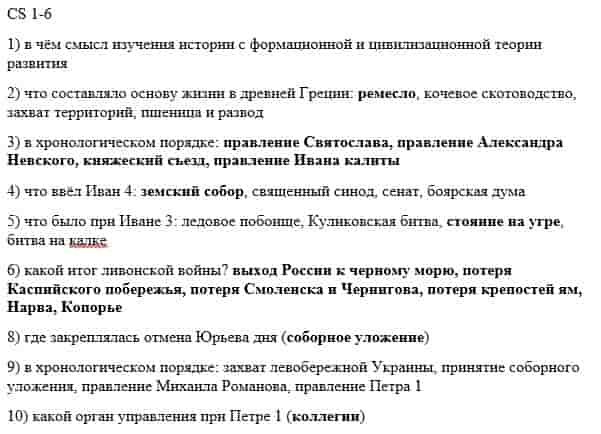 CS 1-6
1) в чём смысл изучения истории с формационной и цивилизационной теории
развития
2) что составляло основу жизни в древней Греции: ремесло, кочевое скотоводство,
захват территорий, пшеница и развод
3) в хронологическом порядке: правление Святослава, правление Александра
Невского, княжеский съезд, правление Ивана калиты
4) что ввёл Иван 4: земский собор, священный синод, сенат, боярская дума
5) что было при Иване 3: ледовое побоище, Куликовская битва, стояние на угре,
битва на калке
6) какой итог ливонской войны? выход России к черному морю, потеря
Каспийского побережья, потеря Смоленска и Чернигова, потеря крепостей ям,
Нарва, Копорье
8) где закреплялась отмена Юрьева дня (соборное уложение)
9) в хронологическом порядке: захват левобережной Украины, принятие соборного
уложения, правление Михаила Романова, правление Петра 1
10) какой орган управления при Петре 1 (коллегии)